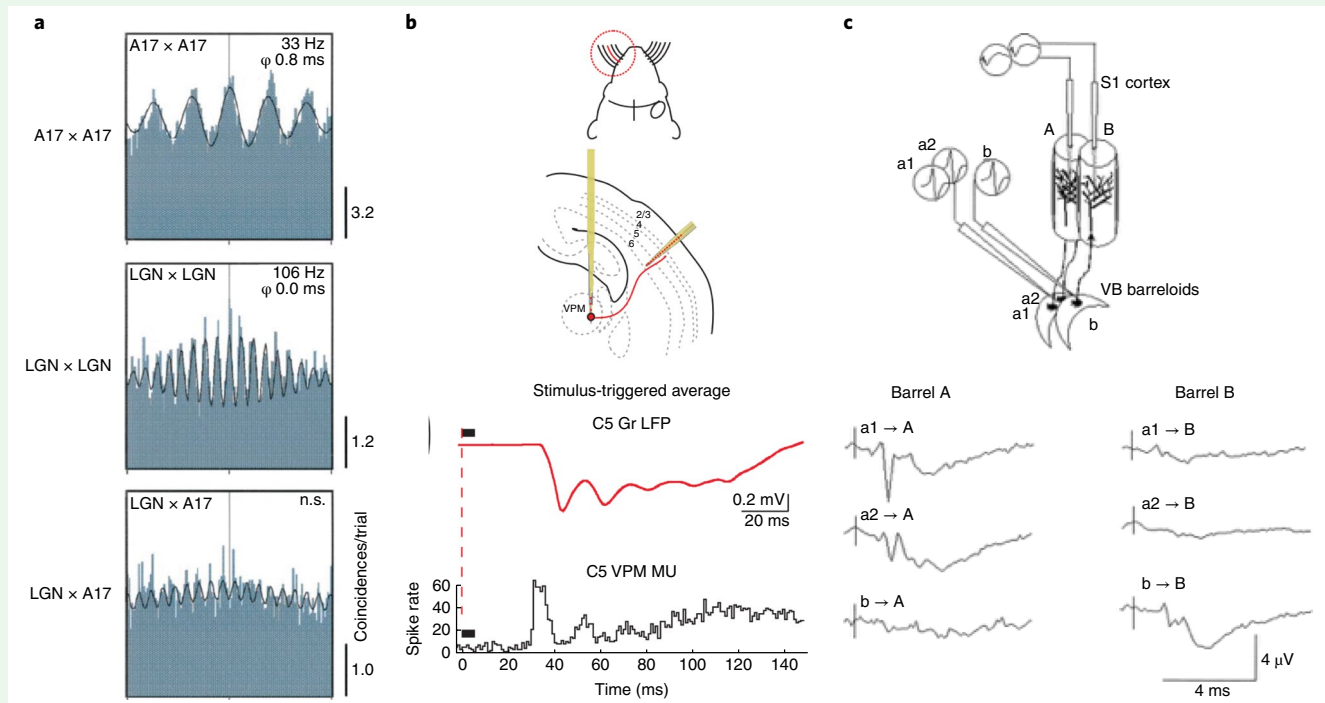 a
A17 × A17
33 Hz
φ 0.8 ms
A17 × A17
3.2
LGN × LGN
106 Hz
φ 0.0 ms
LGN × LGN
1.2
LGN × A17
n.s.
LGN × A17
Coincidences/trial
1.0
b
2/3
4
5
6
VPM
Stimulus-triggered average
C5 Gr LFP
0.2 mV
20 ms
C5 VPM MU
Spike rate
60
40
20
0
0 20 40 60 80 100 120 140
Time (ms)
c
S1 cortex
A
B
a2
a1
b
VB barreloids
a2
a1
b
Barrel A
a1 → A
a2 → A
b → A
Barrel B
a1 → B
a2 → B
b → B
4 μV
4 ms